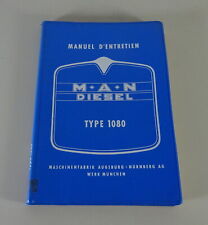 MANUEL D'ENTRETIEN
M·A·N
DIESEL
TYPE 1080
MASCHINENFABRIK AUGSBURG-NÜRNBERG AG
WERK MÜNCHEN